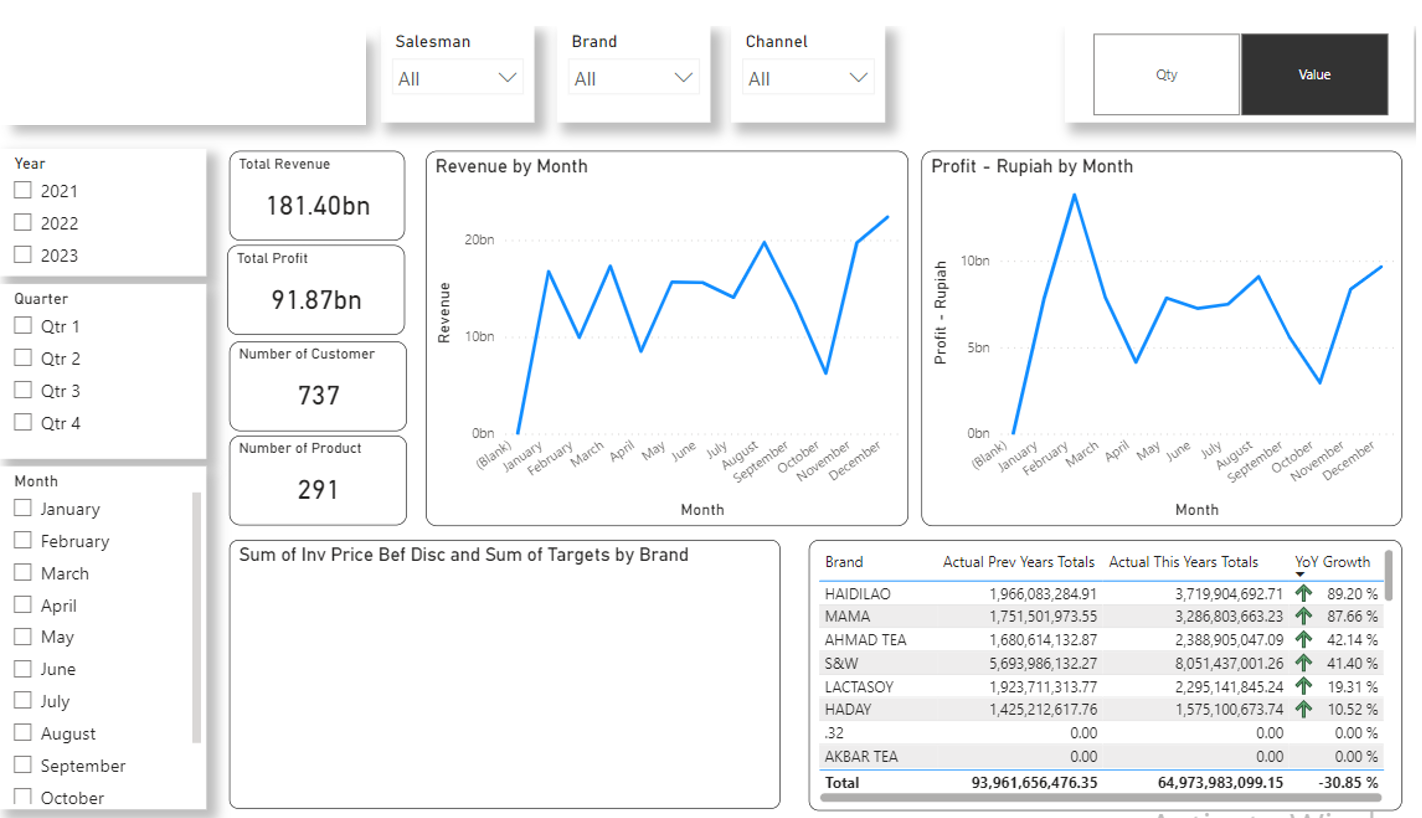 Salesman
Brand
Channel
All
All
All
Qty
Value
Year
2021
2022
2023
Quarter
Qtr 1
Qtr 2
Qtr 3
Qtr 4
Month
January
February
March
April
May
June
July
August
September
October
Total Revenue
181.40bn
Total Profit
91.87bn
Number of Customer
737
Number of Product
291
Revenue by Month
Revenue
20bn
10bn
0bn
(Blank) January February March April May June July August September October November December
Month
Profit - Rupiah by Month
Profit - Rupiah
10bn
5bn
0bn
(Blank) January February March April May June July August September October November December
Month
Sum of Inv Price Bef Disc and Sum of Targets by Brand
Brand Actual Prev Years Totals Actual This Years Totals YoY Growth
HAIDILAO 1,966,083,284.91 3,719,904,692.71 89.20 %
MAMA 1,751,501,973.55 3,286,803,663.23 87.66 %
AHMAD TEA 1,680,614,132.87 2,388,905,047.09 42.14 %
S&W 5,693,986,132.27 8,051,437,001.26 41.40 %
LACTASOY 1,923,711,313.77 2,295,141,845.24 19.31 %
HADAY 1,425,212,617.76 1,575,100,673.74 10.52 %
.32 0.00 0.00 0.00 %
AKBAR TEA 0.00 0.00 0.00 %
Total 93,961,656,476.35 64,973,983,099.15 -30.85 %